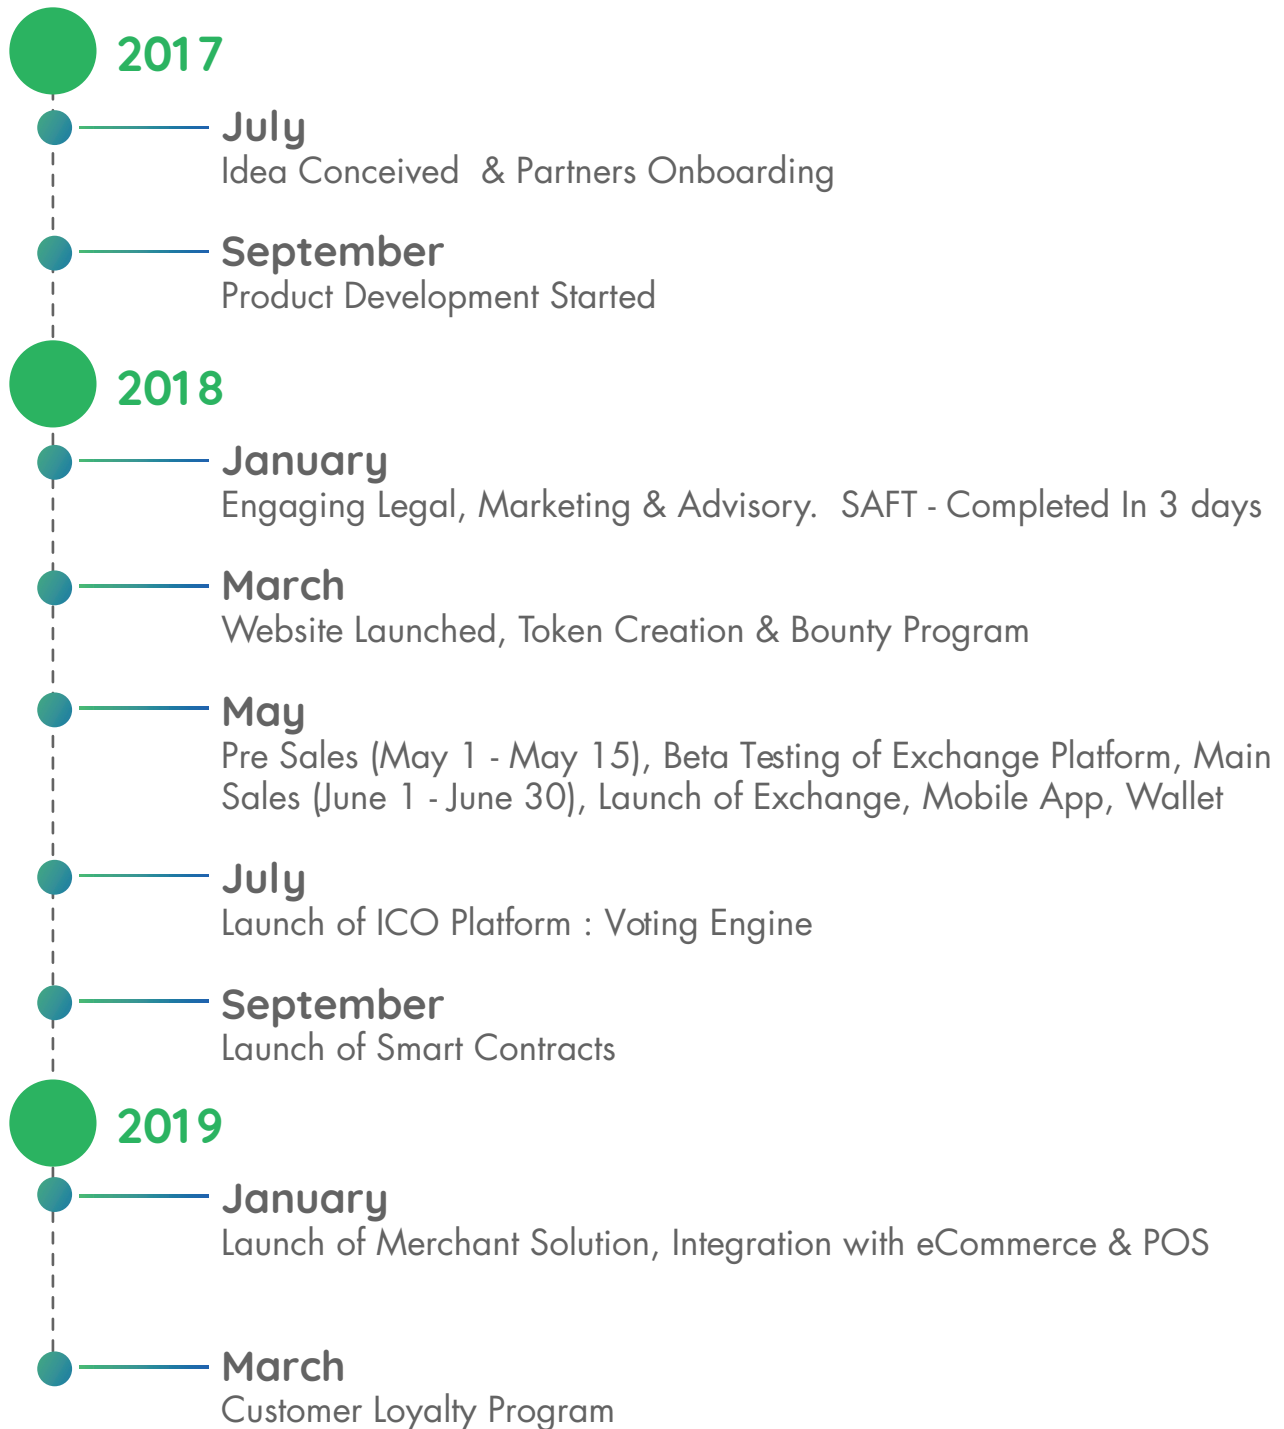 2017
July
Idea Conceived & Partners Onboarding
September
Product Development Started
2018
January
Engaging Legal, Marketing & Advisory. SAFT - Completed In 3 days
March
Website Launched, Token Creation & Bounty Program
May
Pre Sales (May 1 - May 15), Beta Testing of Exchange Platform, Main
Sales (June 1 - June 30), Launch of Exchange, Mobile App, Wallet
July
Launch of ICO Platform : Voting Engine
September
Launch of Smart Contracts
2019
January
Launch of Merchant Solution, Integration with eCommerce & POS
March
Customer Loyalty Program